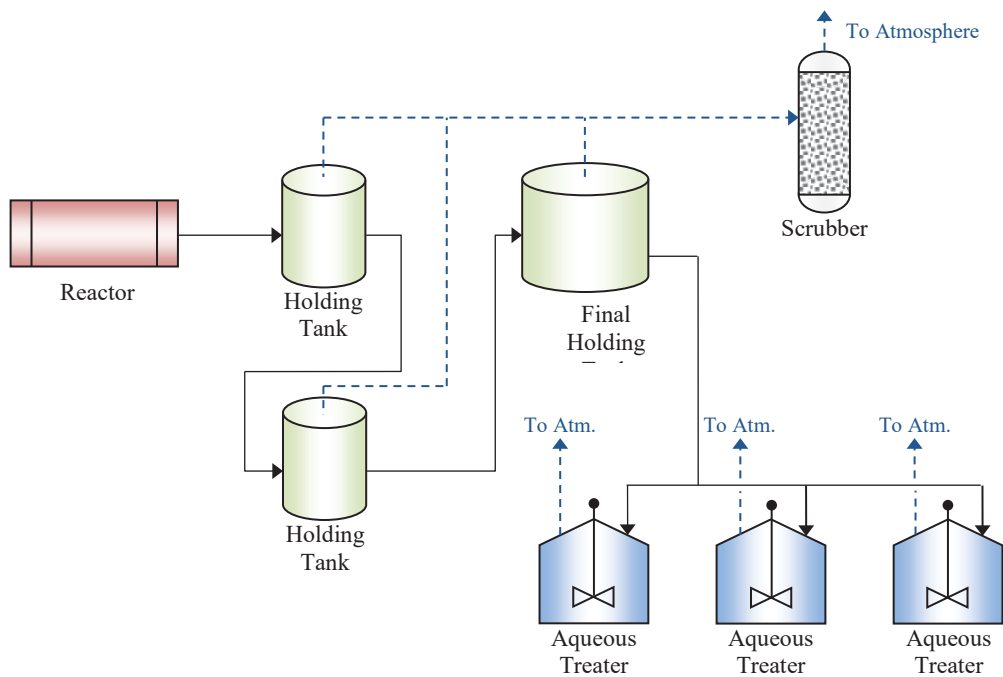 To Atmosphere
Scrubber
Reactor
Holding
Tank
Final
Holding
Holding
Tank
To Atm.
To Atm.
To Atm.
Aqueous
Treater
Aqueous
Treater
Aqueous
Treater